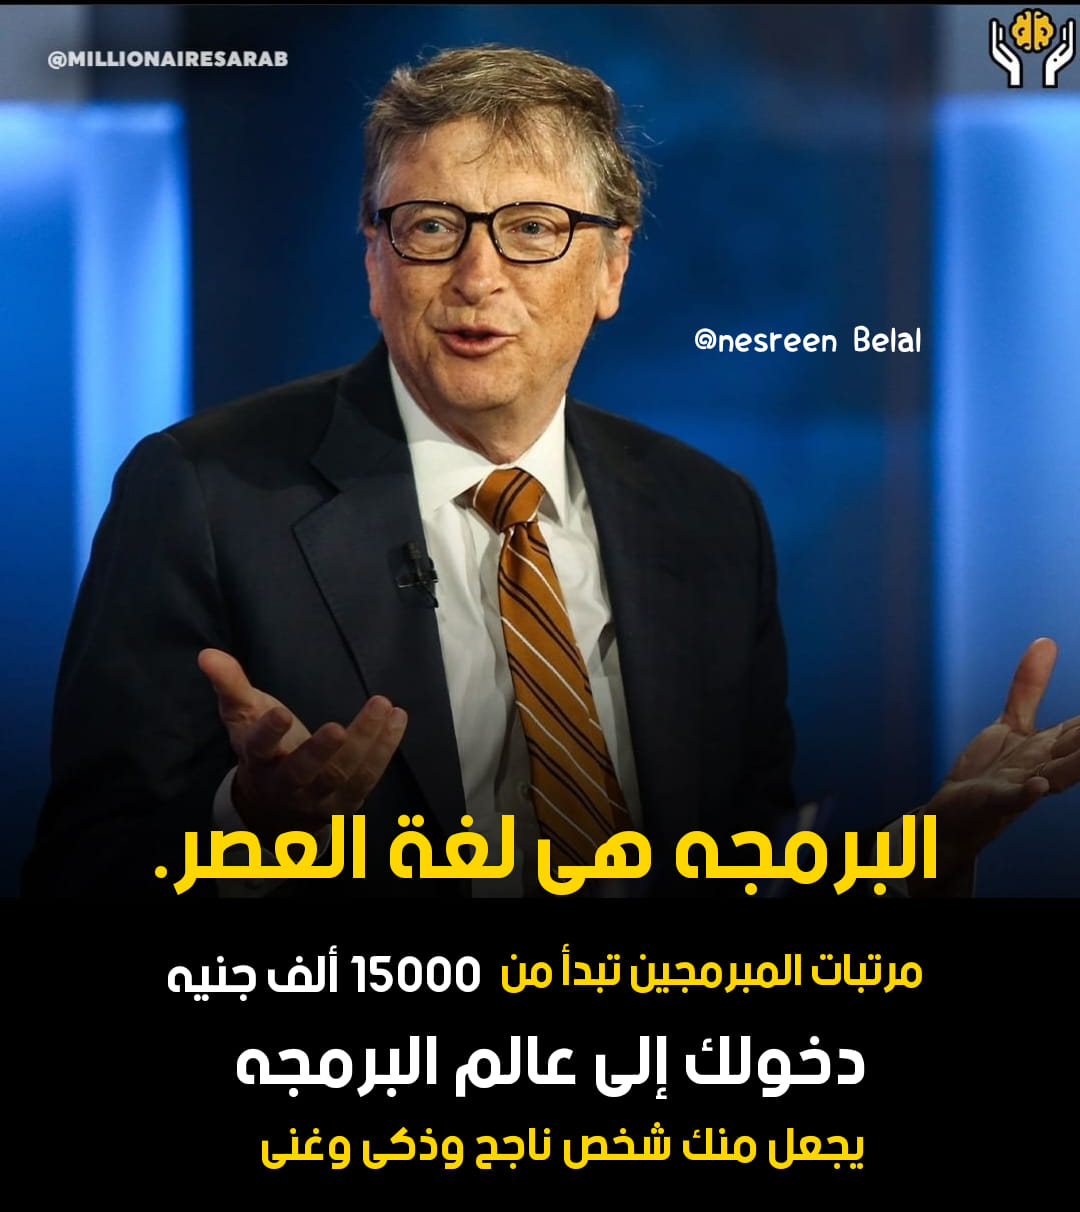 @MILLIONAIRESARAB
@nesreen Belal
البرمجه هى لغة العصر.
مرتبات المبرمجين تبدأ من 15000 ألف جنيه
دخولك إلى عالم البرمجه
يجعل منك شخص ناجح وذكى وغنى